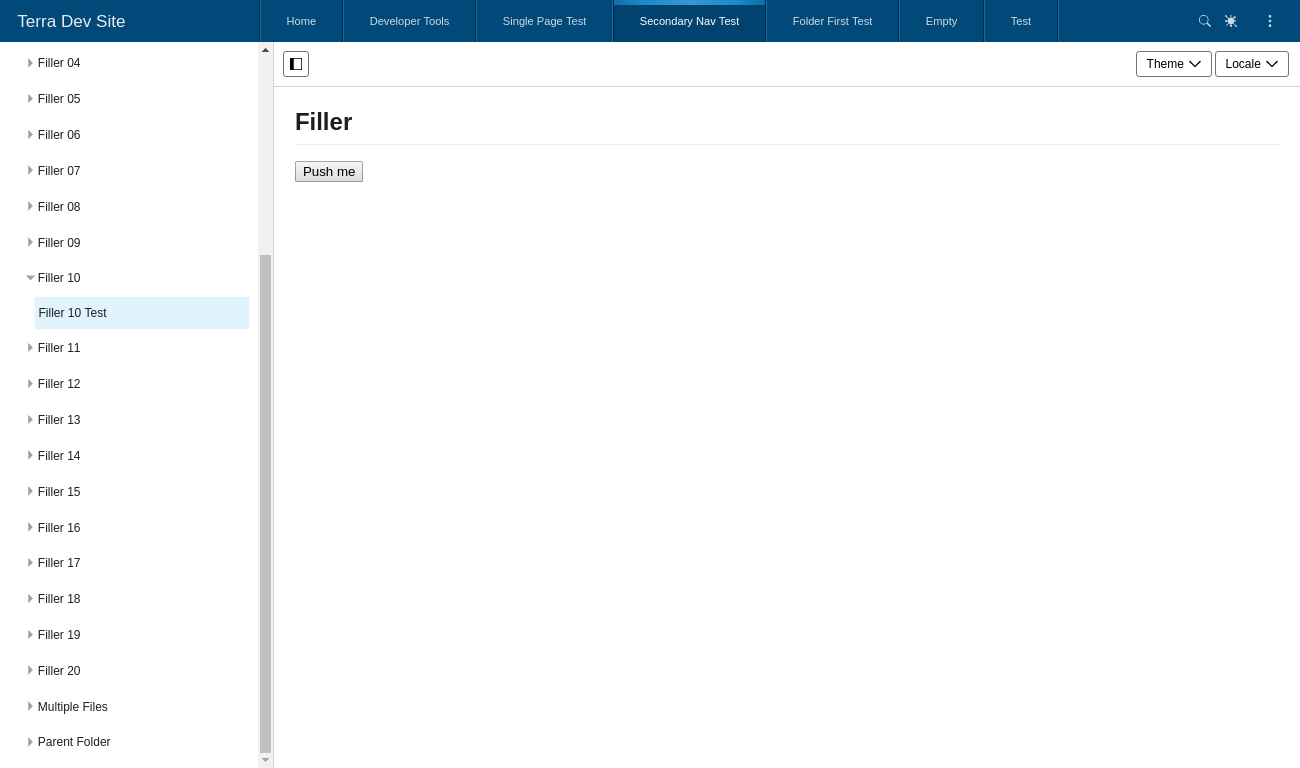 Terra Dev Site
Home
Developer Tools
Single Page Test
Secondary Nav Test
Folder First Test
Empty
Test
Filler 04
Filler 05
Filler 06
Filler 07
Filler 08
Filler 09
Filler 10
Filler 10 Test
Filler 11
Filler 12
Filler 13
Filler 14
Filler 15
Filler 16
Filler 17
Filler 18
Filler 19
Filler 20
Multiple Files
Parent Folder
Theme
Locale
Filler
Push me